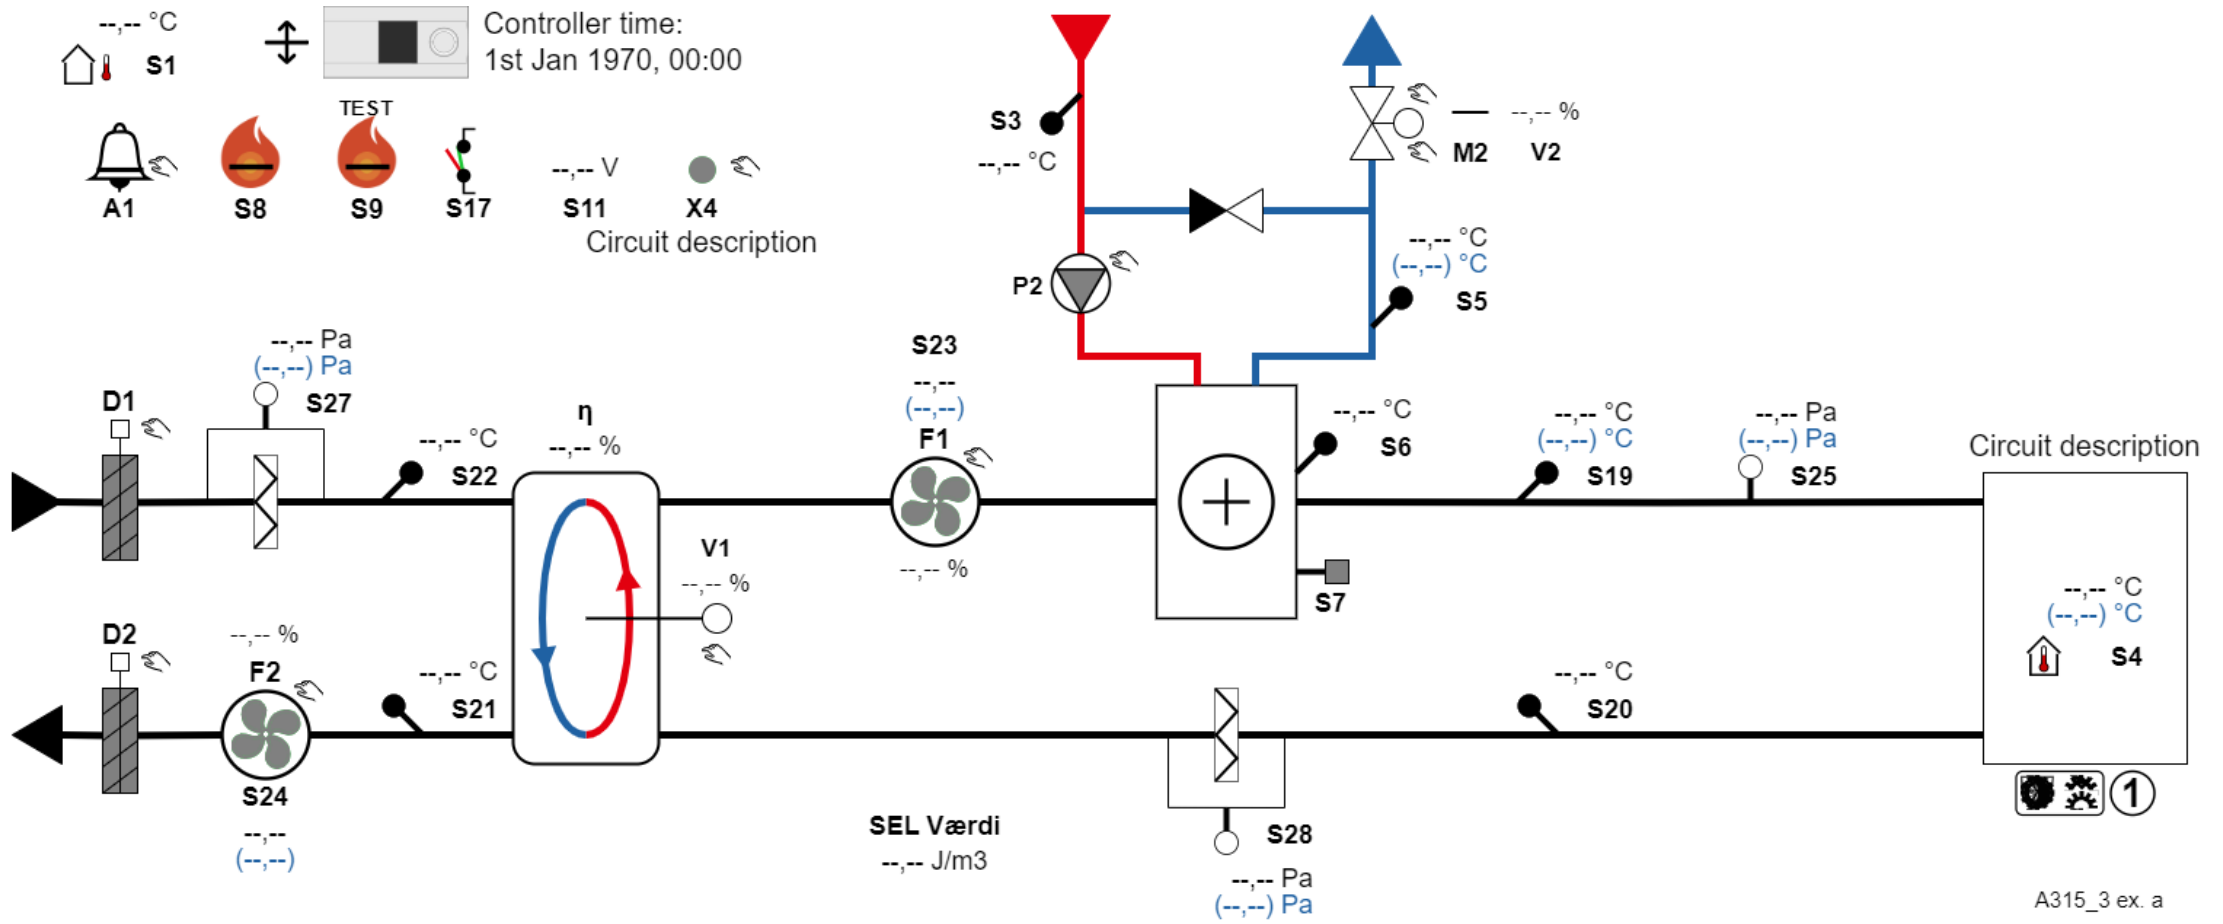 --,-- °C
S1
Controller time:
1st Jan 1970, 00:00
TEST
A1
S8
S9
S17
--,-- V
S11
X4
Circuit description
S3
--,-- °C
P2
--,-- %
M2
V2
--,-- °C
(--,--) °C
S5
--,-- Pa
(--,--) Pa
S27
D1
--,-- °C
S22
η
--,-- %
V1
--,-- %
S23
--,--
(--,--)
F1
--,-- %
--,-- °C
S6
S7
--,-- °C
(--,--) °C
S19
--,-- Pa
(--,--) Pa
S25
Circuit description
--,-- °C
(--,--) °C
S4
1
D2
--,-- %
F2
S24
--,--
(--,--)
--,-- °C
S21
--,-- °C
S20
SEL Værdi
--,-- J/m3
S28
--,-- Pa
(--,--) Pa
A315_3 ex. a